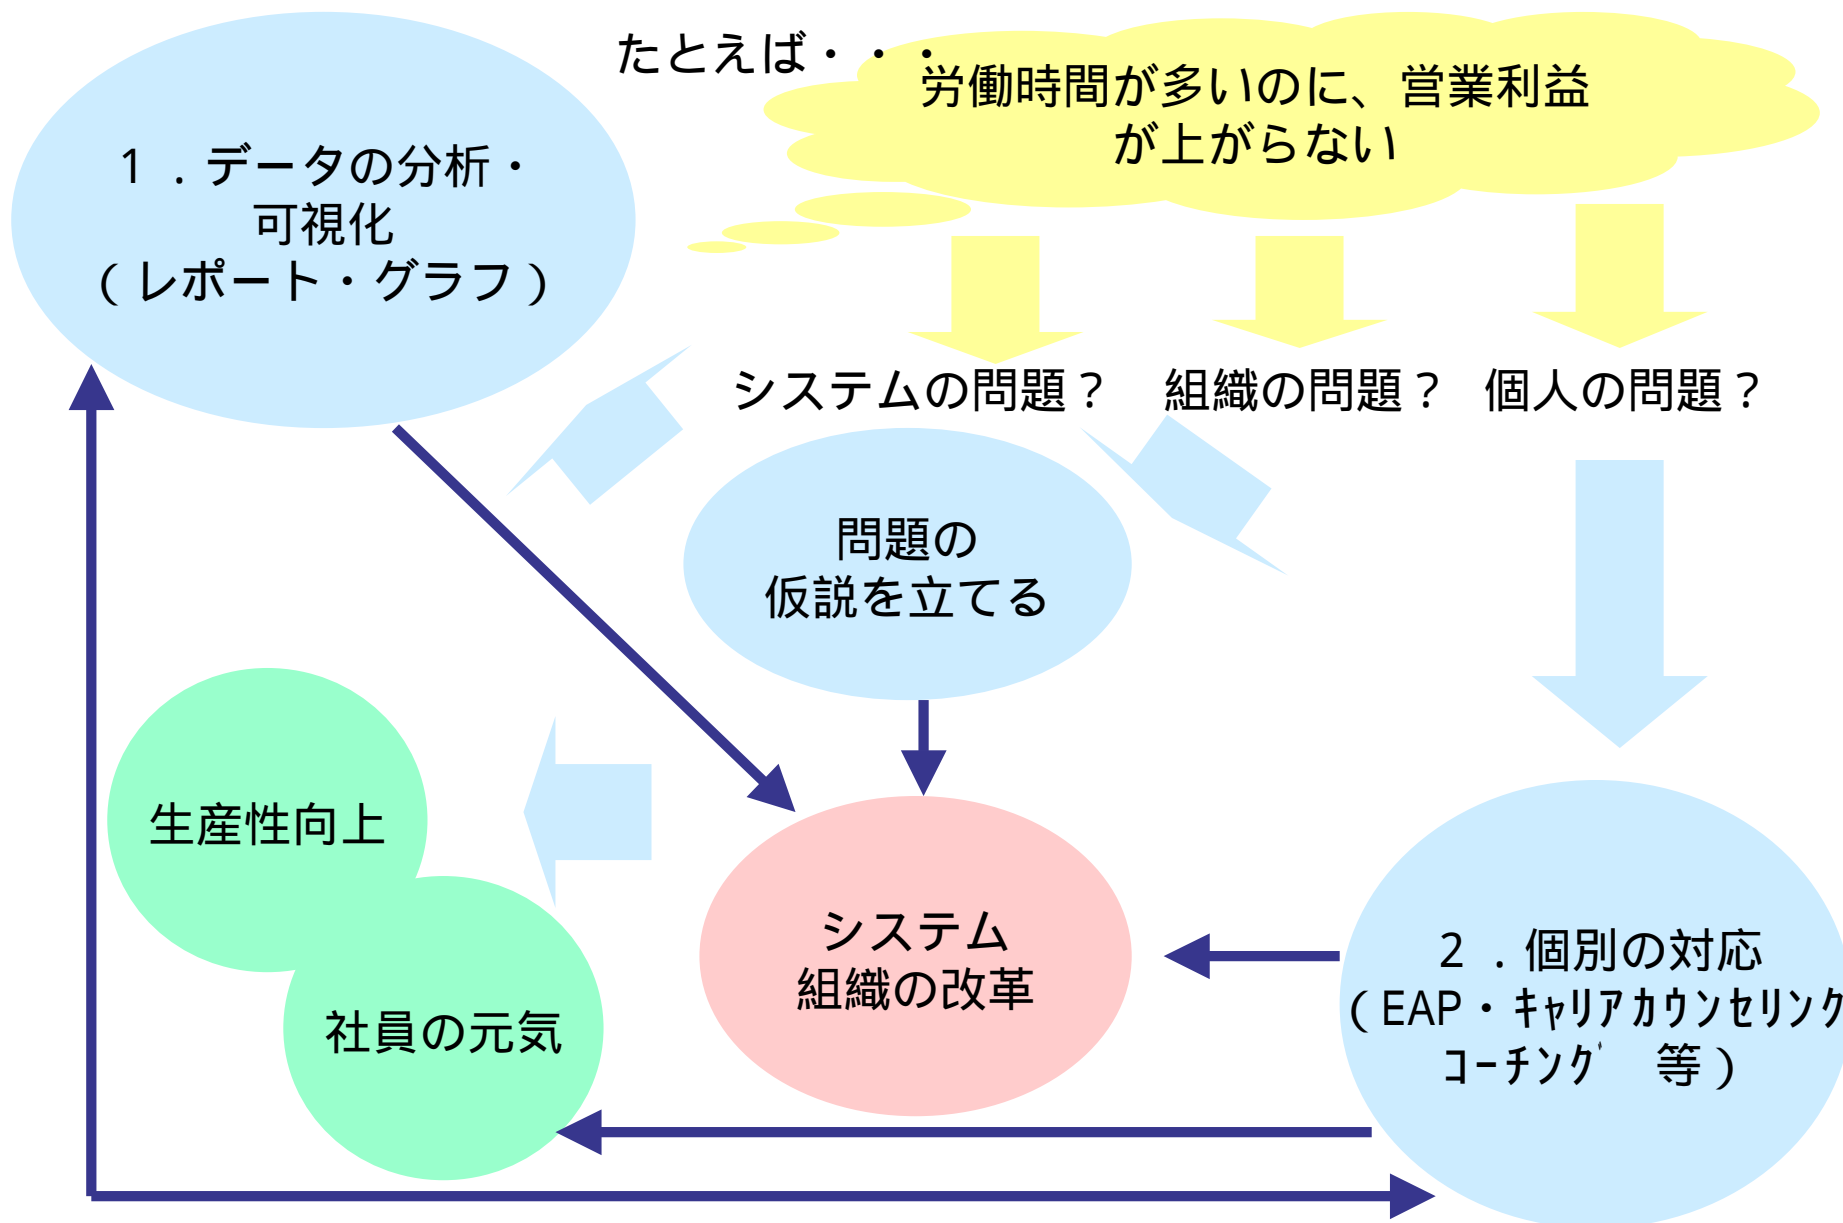 たとえば・・・
労働時間が多いのに、営業利益
が上がらない
１．データの分析・
可視化
（レポート・グラフ）
システムの問題？
組織の問題？
個人の問題？
問題の
仮説を立てる
生産性向上
社員の元気
システム
組織の改革
２．個別の対応
（EAP・ｷｬﾘｱｶｳﾝｾﾘﾝｸ
ｺｰﾁﾝｸﾞ　等）